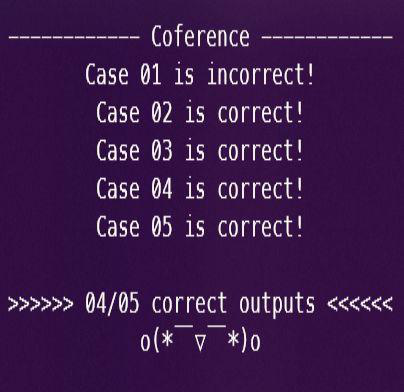 ———————————— Coference ————————————
Case 01 is incorrect!
Case 02 is correct!
Case 03 is correct!
Case 04 is correct!
Case 05 is correct!
>>>>>> 04/05 correct outputs <<<<<<
o(*￣▽￣*)o